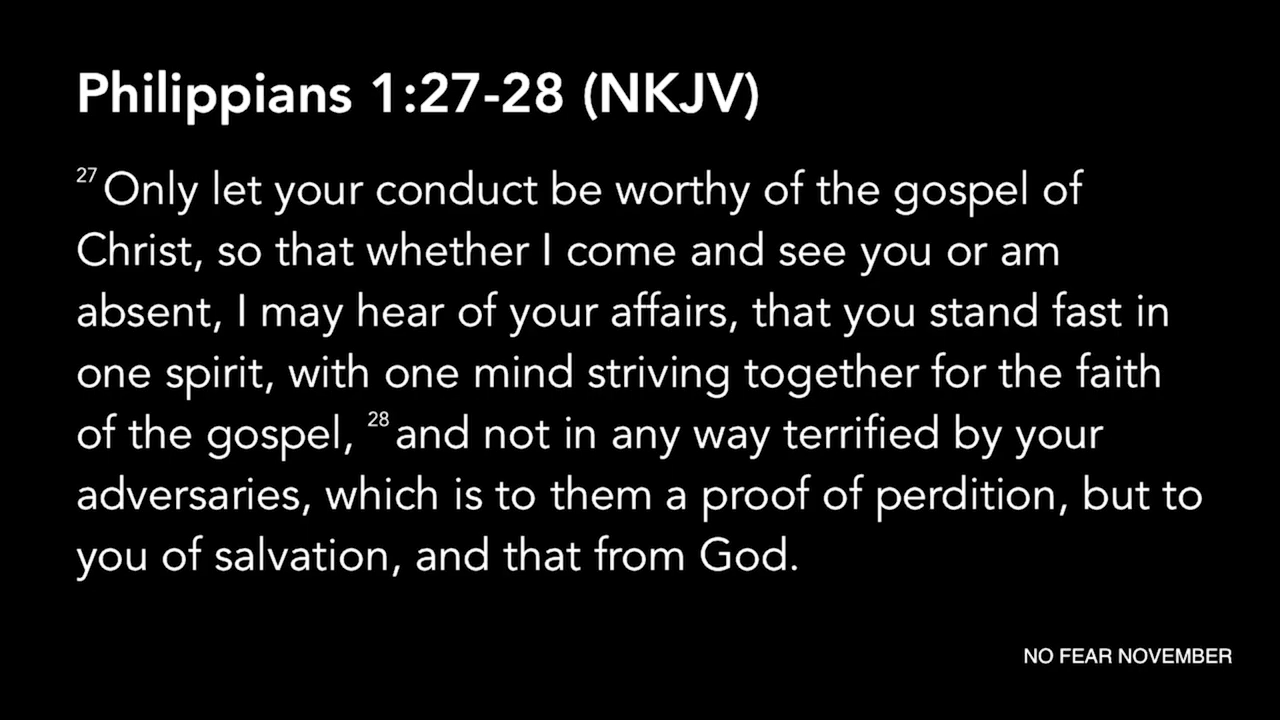 Philippians 1:27-28 (NKJV)
27 Only let your conduct be worthy of the gospel of
Christ, so that whether I come and see you or am
absent, I may hear of your affairs, that you stand fast in
one spirit, with one mind striving together for the faith
of the gospel, 28 and not in any way terrified by your
adversaries, which is to them a proof of perdition, but to
you of salvation, and that from God.
NO FEAR NOVEMBER